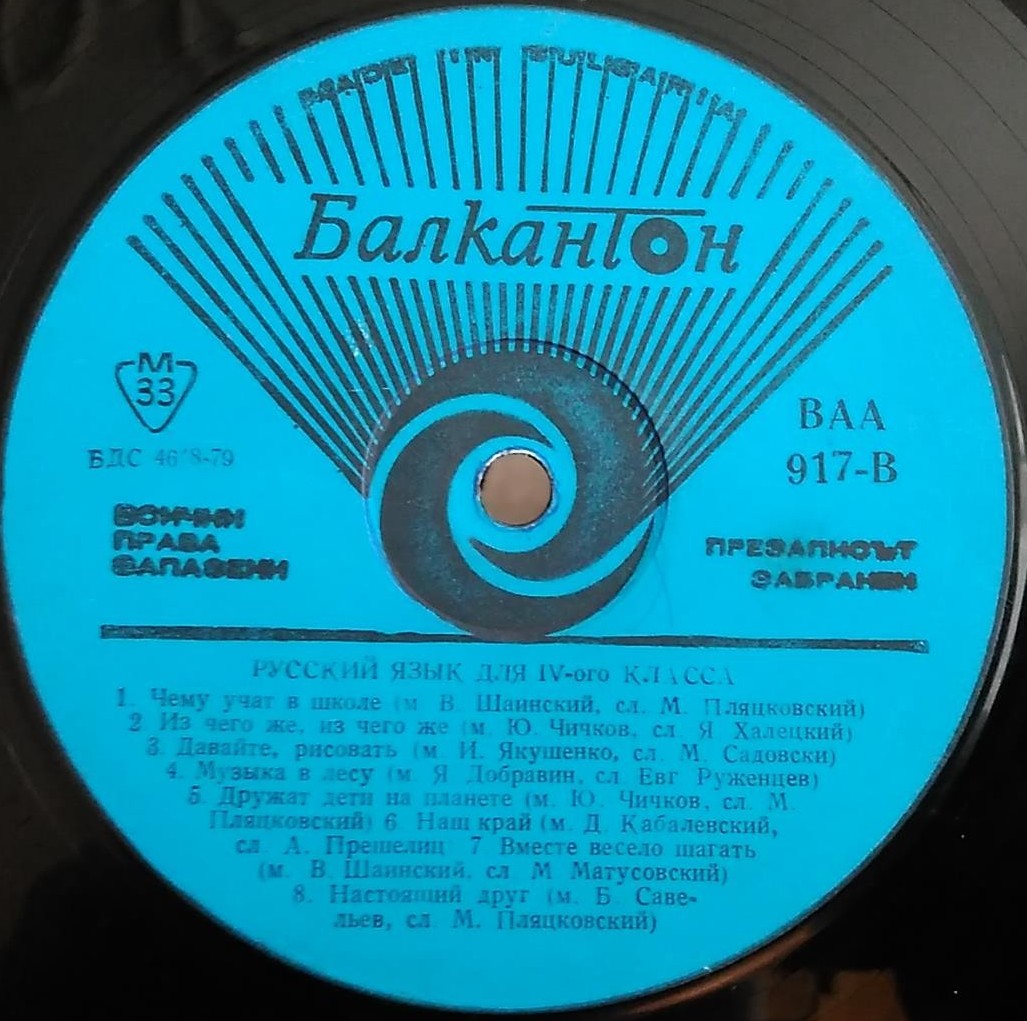 MADE IN BULGARIA
Балкантон
М
33
БДС 46 8-79
ВСИЧКИ
ПРАВА
ЗАПАЗЕНИ
ВАА
917-В
ПРЕЗАПИСЪТ
ЗАБРАНЕН
РУССКИЙ ЯЗЫК ДЛЯ IV-ого КЛАССА
1. Чему учат в школе (м. В. Шаинский, сл. М. Пляцковский)
2. Из чего же, из чего же (м. Ю. Чичков, сл. Я Халецкий)
3. Давайте, рисовать (м. И. Якушенко, сл. М. Садовски)
4. Музыка в лесу (м. Я Добравин, сл Евг Руженцев)
5. Дружат дети на планете (м. Ю. Чичков, сл. М.
Пляцковский) 6 Наш край (м. Д. Кабалевский,
сл А. Прешелиц 7 Вместе весело шагать
(м. В. Шаинский, сл М Матусовский)
8. Настоящий друг (м. Б. Саве-
льев, сл М. Пляцковский)